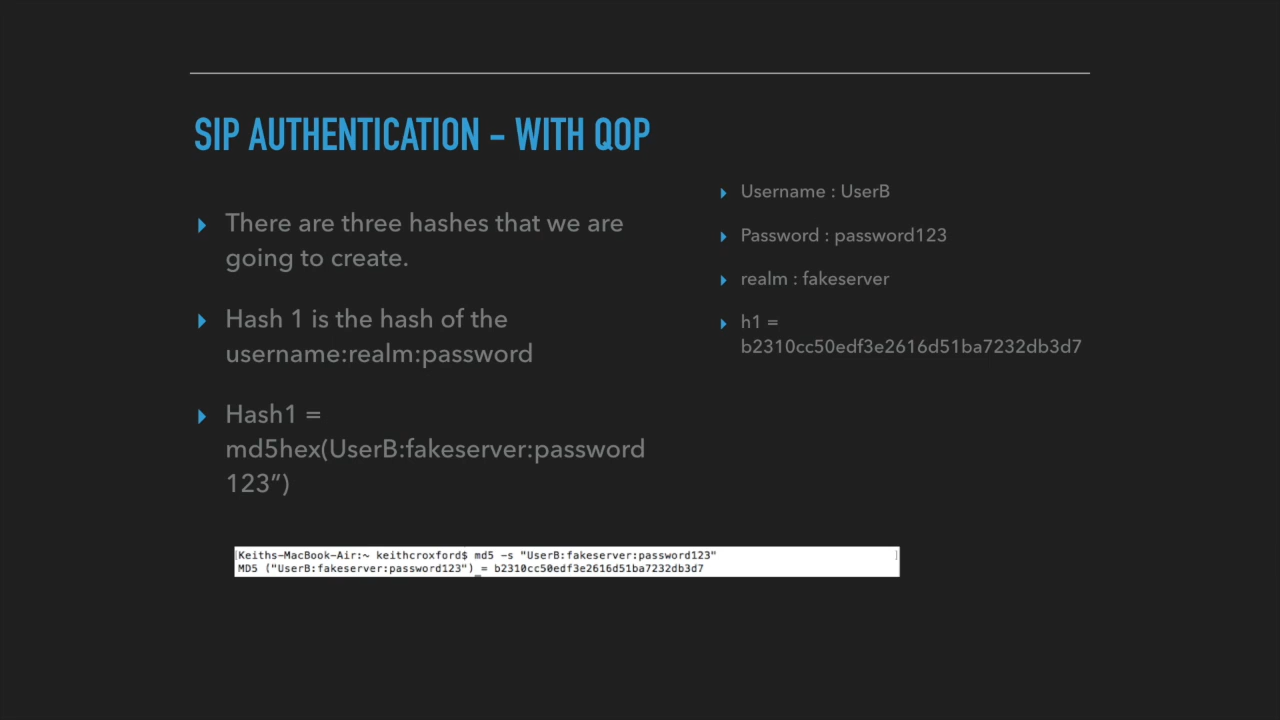 SIP AUTHENTICATION – WITH QOP
There are three hashes that we are
going to create.
Hash 1 is the hash of the
username:realm:password
Hash1 =
md5hex(UserB:fakeserver:password
123”)
Username : UserB
Password : password123
realm : fakeserver
h1 =
b2310cc50edf3e2616d51ba7232db3d7
[Keiths-MacBook-Air:~ keithcroxford$ md5 -s "UserB:fakeserver:password123" ]
MD5 ("UserB:fakeserver:password123") = b2310cc50edf3e2616d51ba7232db3d7